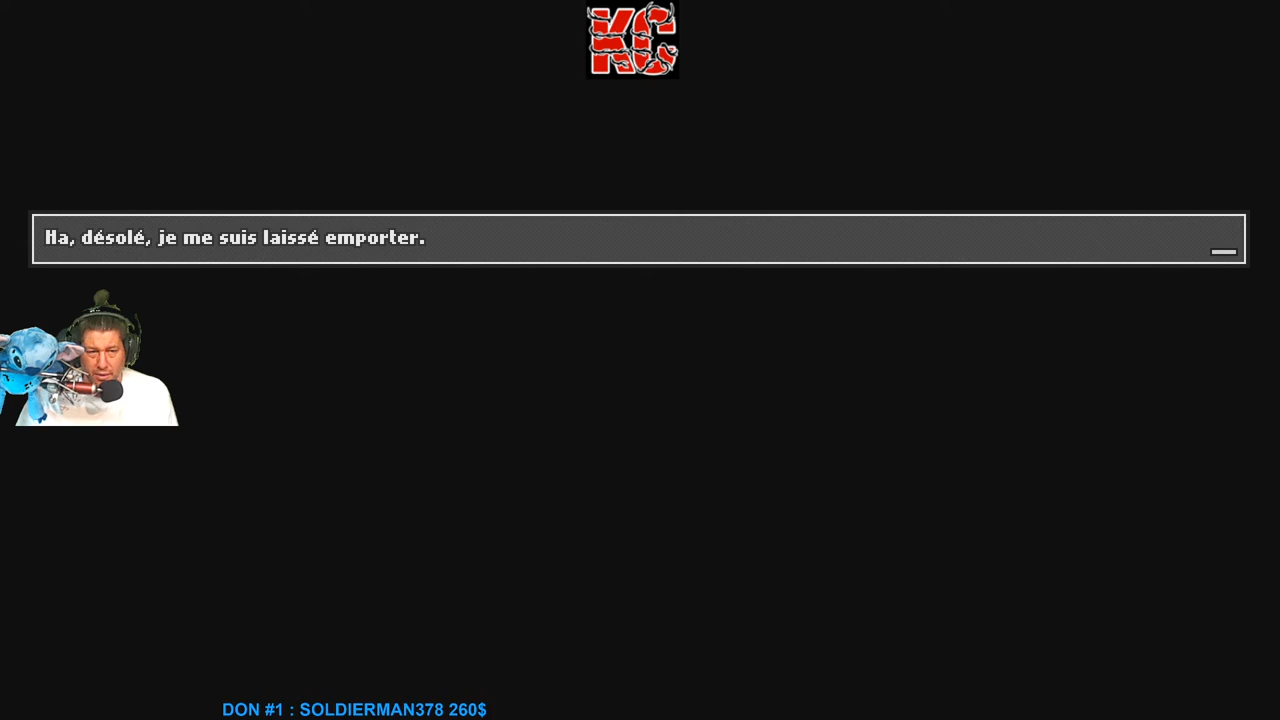 KC
Ha, désolé, je me suis laissé emporter.
DON #1 : SOLDIERMAN378 260$